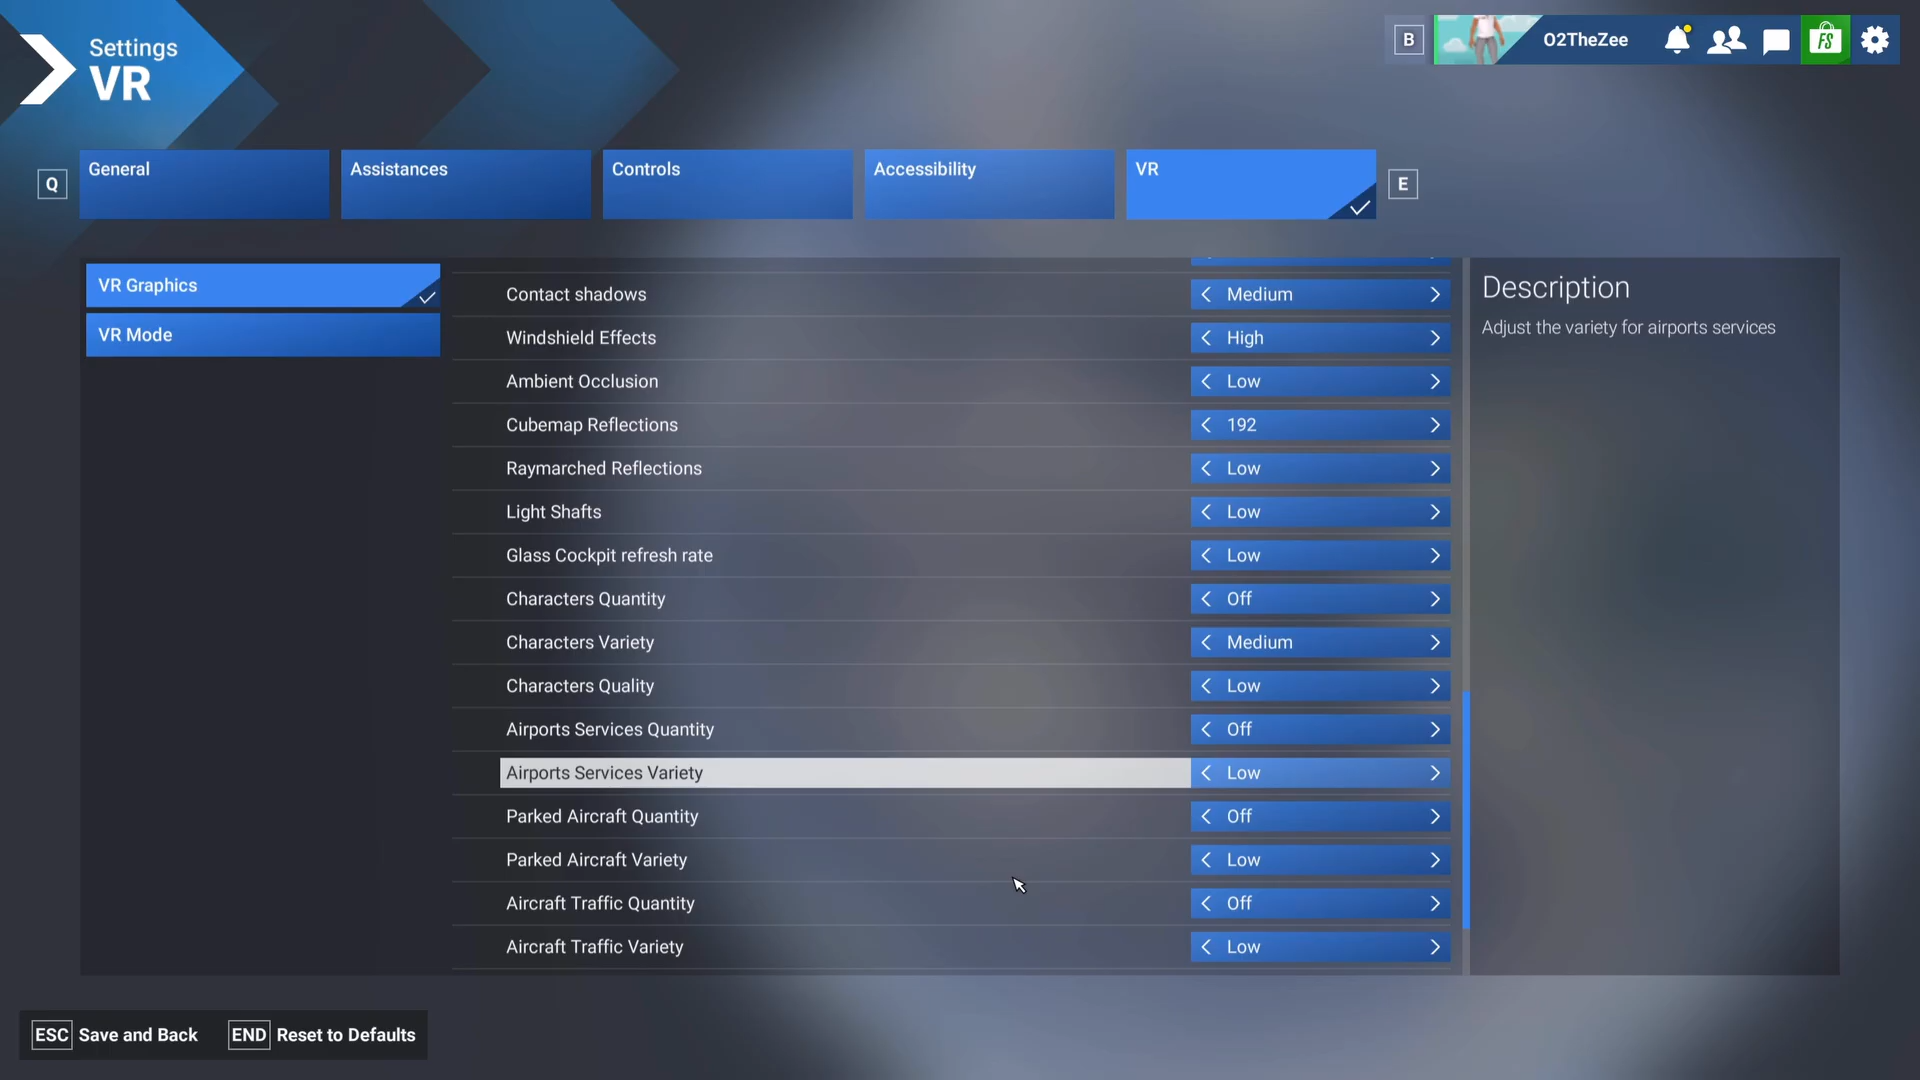 Settings
VR
B
O2TheZee
FS
Q
General
Assistances
Controls
Accessibility
VR
E
VR Graphics
VR Mode
Contact shadows
Medium
Windshield Effects
High
Ambient Occlusion
Low
Cubemap Reflections
192
Raymarched Reflections
Low
Light Shafts
Low
Glass Cockpit refresh rate
Low
Characters Quantity
Off
Characters Variety
Medium
Characters Quality
Low
Airports Services Quantity
Off
Airports Services Variety
Low
Parked Aircraft Quantity
Off
Parked Aircraft Variety
Low
Aircraft Traffic Quantity
Off
Aircraft Traffic Variety
Low
Description
Adjust the variety for airports services
ESC Save and Back
END Reset to Defaults